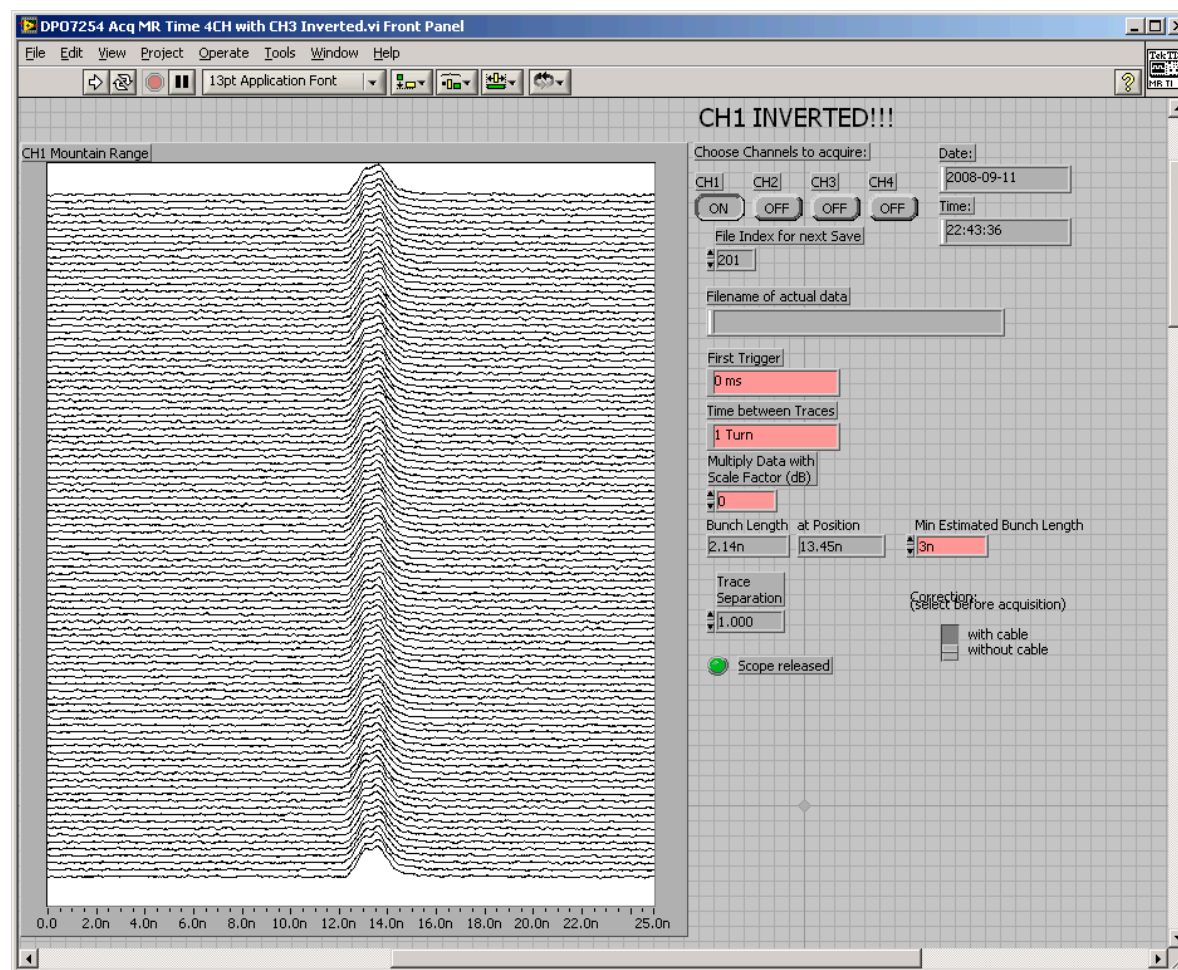 DPO7254 Acq MR Time 4CH with CH3 Inverted.vi Front Panel
File Edit View Project Operate Tools Window Help
13pt Application Font
?
MR TI
CH1 INVERTED!!!
CH1 Mountain Range
Choose Channels to acquire:
Date:
2008-09-11
CH1 CH2 CH3 CH4
ON OFF OFF OFF
Time:
22:43:36
File Index for next Save
201
Filename of actual data
First Trigger
0 ms
Time between Traces
1 Turn
Multiply Data with
Scale Factor (dB)
0
Bunch Length at Position Min Estimated Bunch Length
2.14n 13.45n 3n
Trace
Separation
1.000
Correction:
(select before acquisition)
with cable
without cable
Scope released
0.0 2.0n 4.0n 6.0n 8.0n 10.0n 12.0n 14.0n 16.0n 18.0n 20.0n 22.0n 25.0n